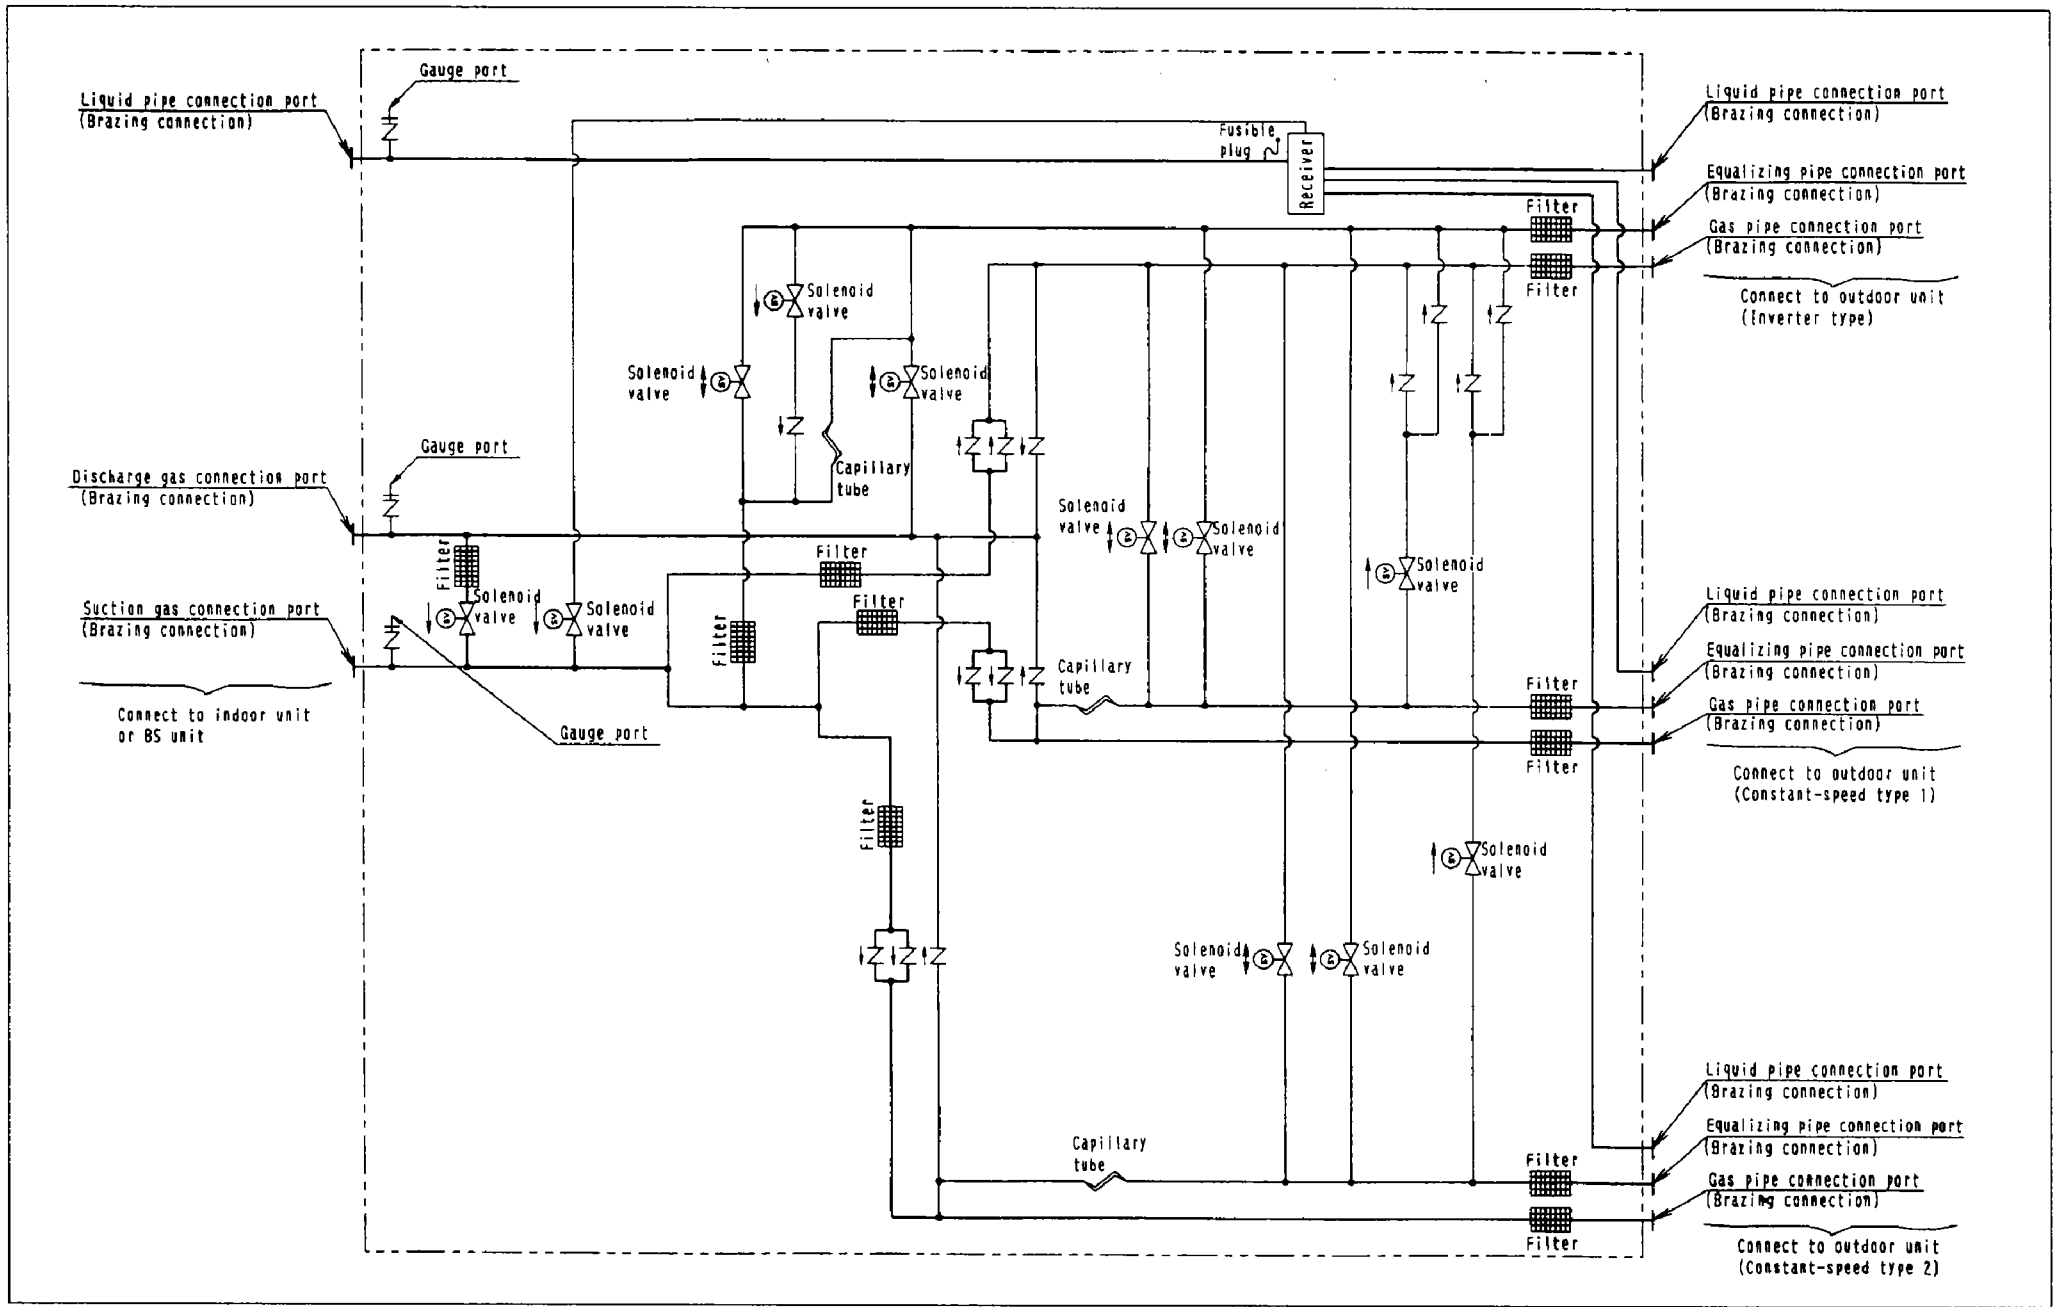 Gauge port
Liquid pipe connection port
(Brazing connection)
Fusible
plug
Receiver
Liquid pipe connection port
(Brazing connection)
Equalizing pipe connection port
(Brazing connection)
Filter
Gas pipe connection port
(Brazing connection)
Filter
Connect to outdoor unit
(Inverter type)
Solenoid
valve
Solenoid
valve
Solenoid
valve
Capillary
tube
Gauge port
Discharge gas connection port
(Brazing connection)
Filter
Solenoid
valve
Solenoid
valve
Filter
Solenoid
valve
Solenoid
valve
Solenoid
valve
Suction gas connection port
(Brazing connection)
Filter
Filter
Capillary
tube
Connect to indoor unit
or BS unit
Gauge port
Liquid pipe connection port
(Brazing connection)
Equalizing pipe connection port
(Brazing connection)
Filter
Gas pipe connection port
(Brazing connection)
Filter
Connect to outdoor unit
(Constant-speed type 1)
Filter
Solenoid
valve
Solenoid
valve
Solenoid
valve
Capillary
tube
Liquid pipe connection port
(Brazing connection)
Equalizing pipe connection port
(Brazing connection)
Filter
Gas pipe connection port
(Brazing connection)
Filter
Connect to outdoor unit
(Constant-speed type 2)